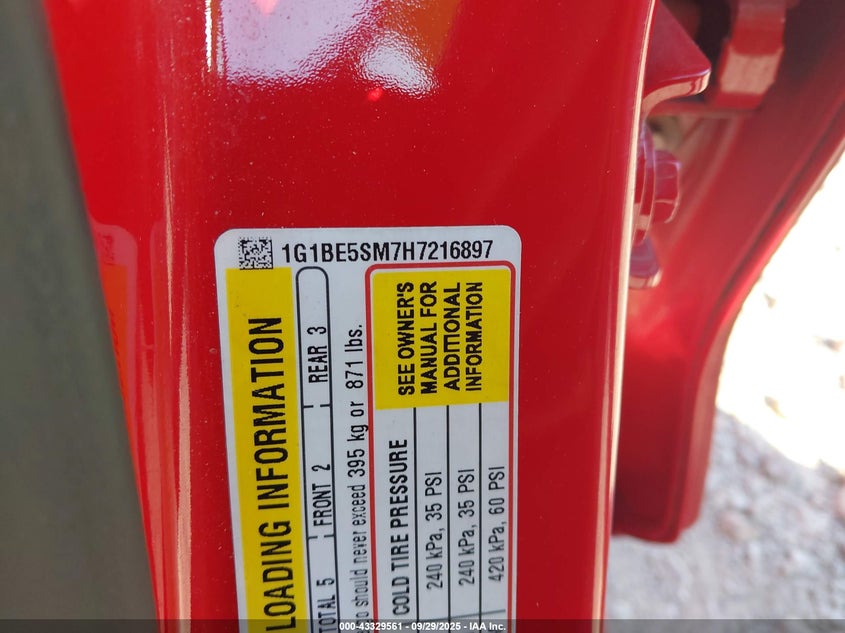 1G1BE5SM7H7216897
LOADING INFORMATION
TOTAL 5 FRONT 2 REAR 3
should never exceed 395 kg or 871 lbs.
COLD TIRE PRESSURE
SEE OWNER'S
MANUAL FOR
ADDITIONAL
INFORMATION
240 kPa, 35 PSI
240 kPa, 35 PSI
420 kPa, 60 PSI
000-43329561 - 09/29/2025 - IAA Inc.